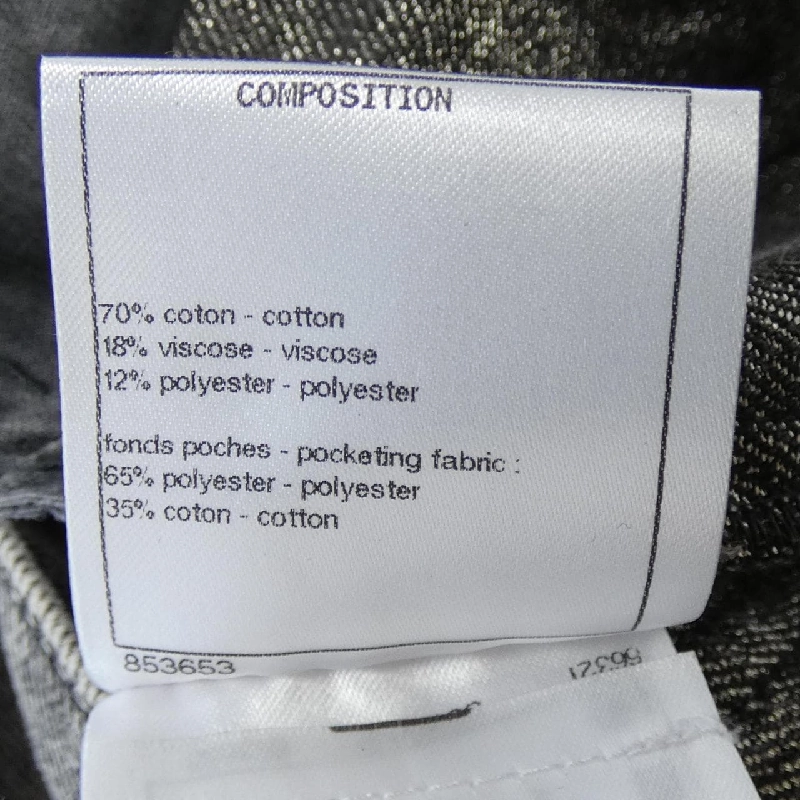 COMPOSITION
70% coton - cotton
18% viscose - viscose
12% polyester - polyester
fonds poches - pocketing fabric :
65% polyester - polyester
35% coton - cotton
853653